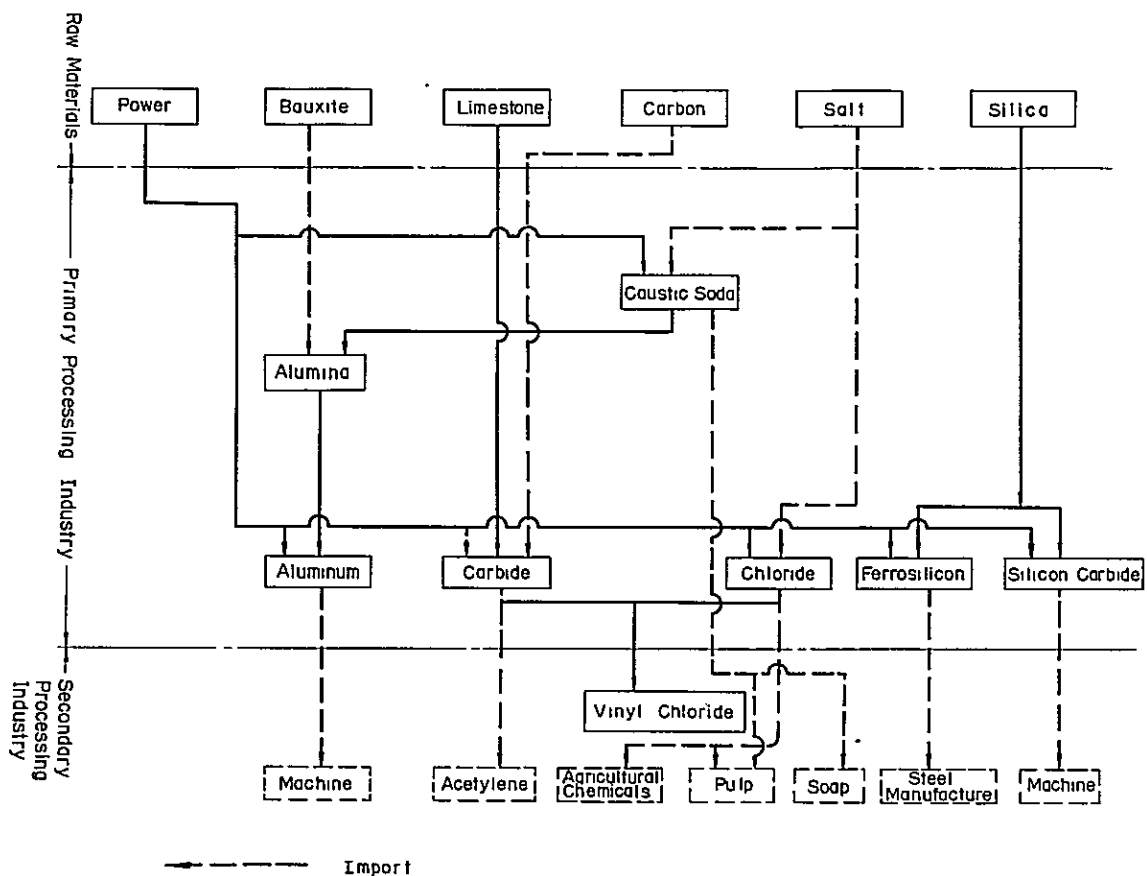 Raw Materials
Power
Bauxite
Limestone
Carbon
Salt
Silica
Primary Processing Industry
Caustic Soda
Alumina
Aluminum
Carbide
Chloride
Ferrosilicon
Silicon Carbide
Secondary
Processing
Industry
Vinyl Chloride
Machine
Acetylene
Agricultural
Chemicals
Pulp
Soap
Steel
Manufacture
Machine
Import